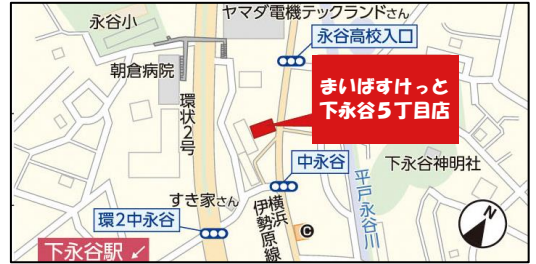 永谷小
ヤマダ電機テックランドさん
永谷高校入口
朝倉病院
まいばすけっと
下永谷5丁目店
環状2号
中永谷
下永谷神明社
すき家さん
横浜
伊勢原線
平戸永谷川
環2中永谷
C
N
下永谷駅↙